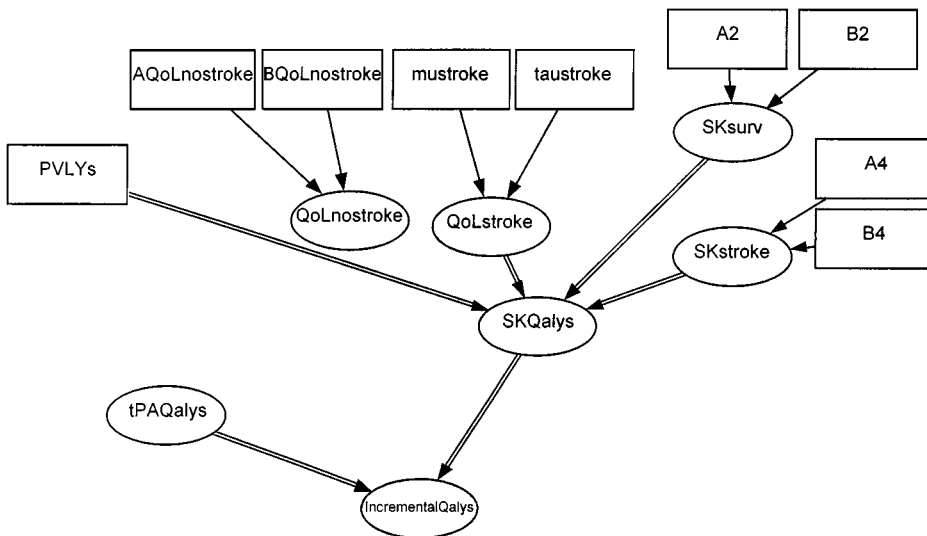 A2
B2
AQoLnostroke
BQoLnostroke
mustroke
taustroke
SKsurv
PVLYs
A4
QoLnostroke
QoLstroke
B4
SKstroke
SKQalys
tPAQalys
IncrementalQalys